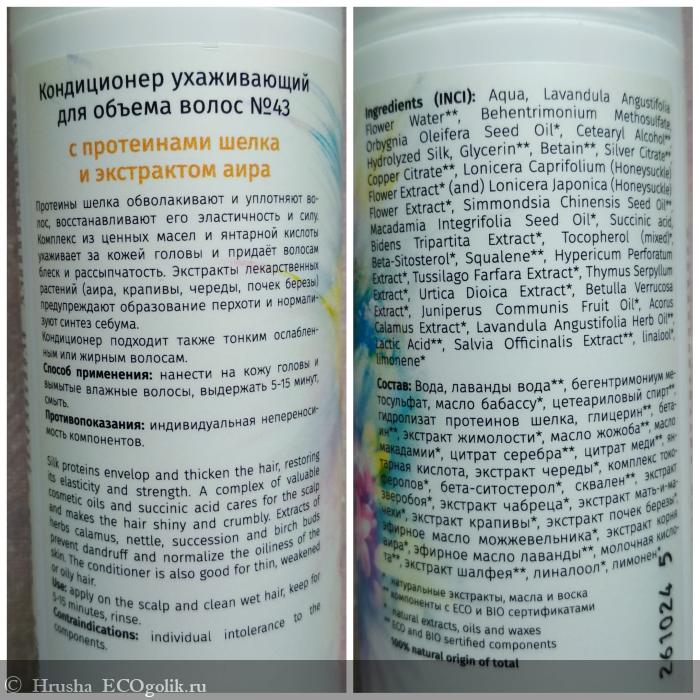 Кондиционер ухаживающий
для объема волос №43
с протеинами шелка
и экстрактом аира
Протеины шелка обволакивают и уплотняют во-
лос, восстанавливают его эластичность и силу.
Комплекс из ценных масел и янтарной кислоты
ухаживает за кожей головы и придаёт волосам
блеск и рассыпчатость. Экстракты лекарственных
растений (аира, крапивы, череды, почек березы)
предупреждают образование перхоти и нормали-
зуют синтез себума.
Кондиционер подходит также тонким ослаблен-
ным или жирным волосам.
Способ применения: нанести на кожу головы и
вымытые влажные волосы, выдержать 5-15 минут,
смыть.
Противопоказания: индивидуальная непереноси-
мость компонентов.
Silk proteins envelop and thicken the hair, restoring
its elasticity and strength. A complex of valuable
cosmetic oils and succinic acid cares for the scalp
and makes the hair shiny and crumbly. Extracts of
herbs calamus, nettle, succession and birch buds
prevent dandruff and normalize the oiliness of the
skin. The conditioner is also good for thin, weakened
or oily hair.
Use: apply on the scalp and clean wet hair, keep for
5-15 minutes, rinse.
Contraindications: individual intolerance to the
components.
Ingredients (INCI): Aqua, Lavandula Angustifolia
Flower Water**, Behentrimonium Methosulfate,
Orbygnia Oleifera Seed Oil*, Cetearyl Alcohol**
Hydrolyzed Silk, Glycerin**, Betain**, Silver Citrate**
Copper Citrate**, Lonicera Caprifolium (Honeysuckle)
Flower Extract* (and) Lonicera Japonica (Honeysuckle)
Flower Extract*, Simmondsia Chinensis Seed Oil**
Macadamia Integrifolia Seed Oil*, Succinic acid,
Bidens Tripartita Extract*, Tocopherol (mixed)*,
Beta-Sitosterol*, Squalene**, Hypericum Perforatum
Extract*, Tussilago Farfara Extract*, Thymus Serpyllum
Extract*, Urtica Dioica Extract*, Betulla Verrucosa
Extract*, Juniperus Communis Fruit Oil*, Acorus
Calamus Extract*, Lavandula Angustifolia Herb Oil**,
Lactic Acid**, Salvia Officinalis Extract**, linalool*,
limonene*
Состав: Вода, лаванды вода**, бегентримониум ме-
тосульфат, масло бабассу*, цетеариловый спирт**,
гидролизат протеинов шелка, глицерин**, бета-
ин**, экстракт жимолости*, масло жожоба**, масло
макадамии*, цитрат серебра**, цитрат меди**, ян-
тарная кислота, экстракт череды*, комплекс токо-
феролов*, бета-ситостерол*, сквален**, экстракт
зверобоя*, экстракт чабреца*, экстракт мать-и-ма-
чехи*, экстракт крапивы*, экстракт почек березы*,
эфирное масло можжевельника*, экстракт корня
аира*, эфирное масло лаванды**, молочная кисло-
та**, экстракт шалфея**, линалоол*, лимонен*
* натуральные экстракты, масла и воска
** компоненты с ECO и BIO сертификатами
* natural extracts, oils and waxes
** ECO and BIO sertified components
100% natural origin of total
261024 5
© Hrusha ECOgolik.ru